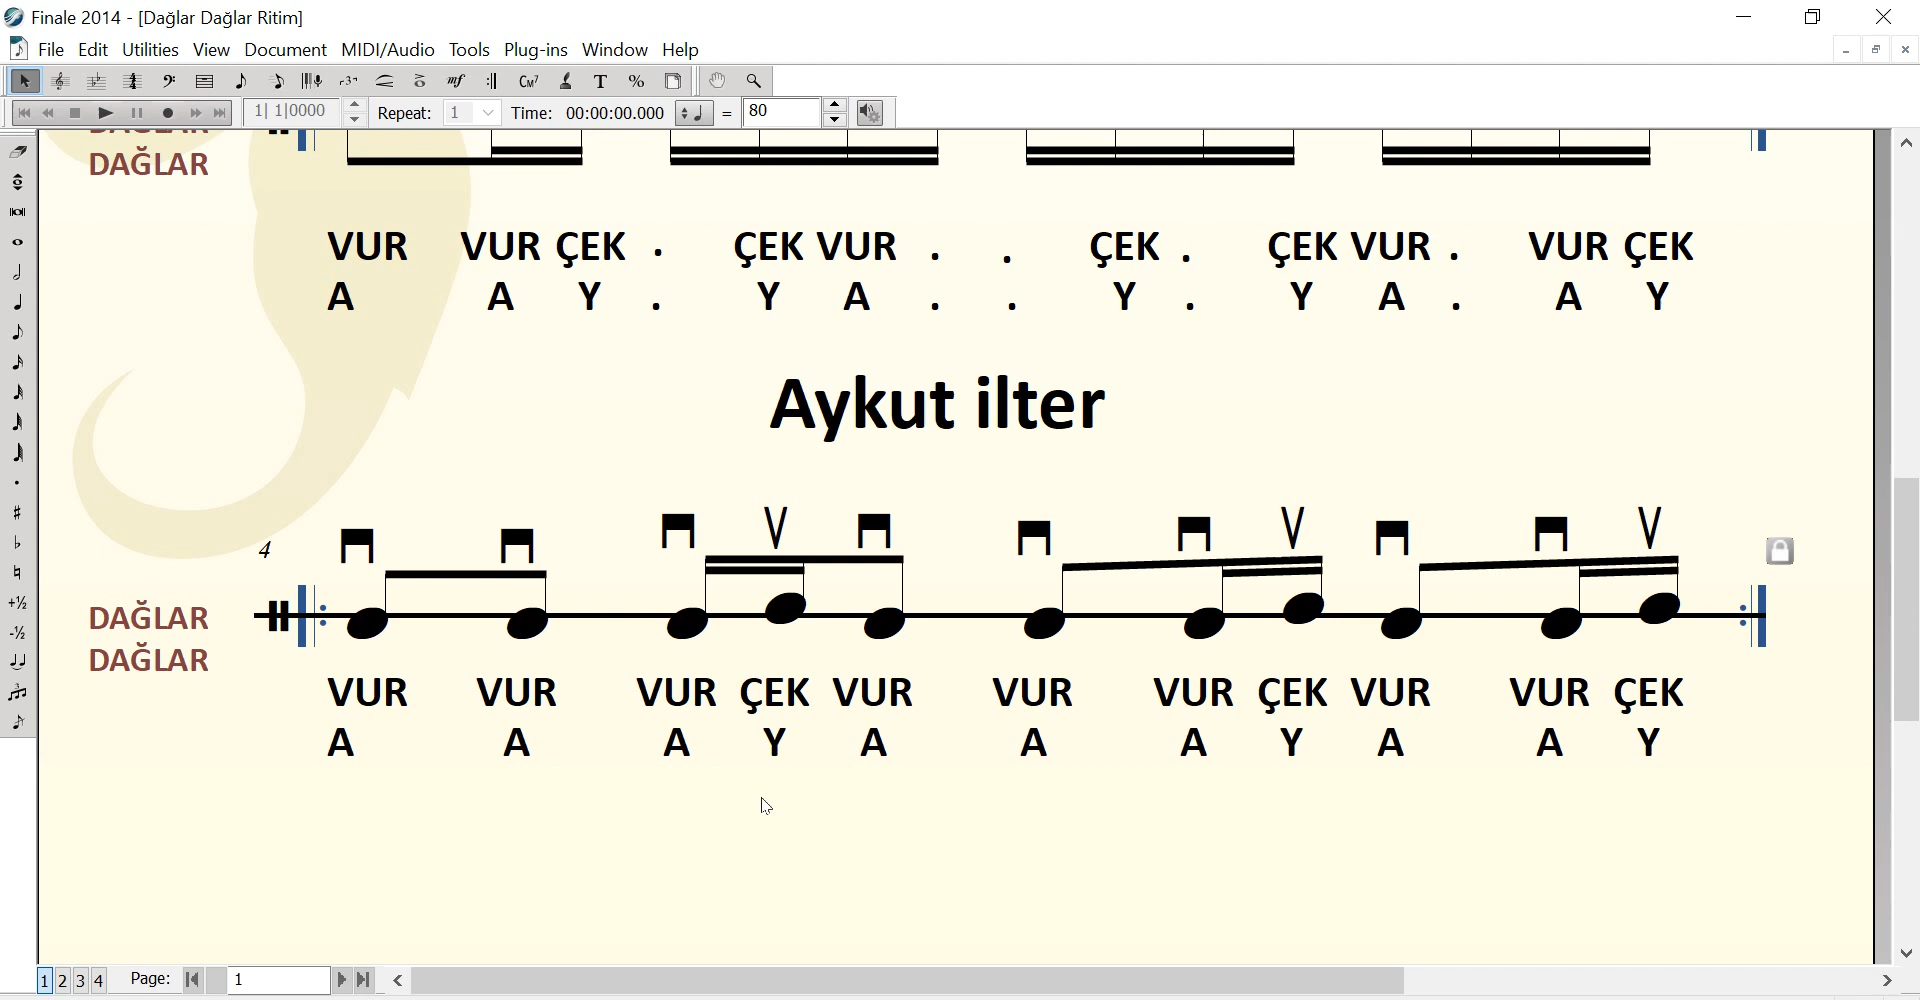 Finale 2014 - [Dağlar Dağlar Ritim]
File Edit Utilities View Document MIDI/Audio Tools Plug-ins Window Help
1| 1|0000 Repeat: 1 Time: 00:00:00.000 = 80
DAĞLAR
DAĞLAR
VUR VUR ÇEK . ÇEK VUR . . ÇEK . ÇEK VUR . VUR ÇEK
A A Y . Y A . . Y . Y A . A Y
Aykut ilter
4
DAĞLAR
DAĞLAR
VUR VUR VUR ÇEK VUR VUR VUR ÇEK VUR VUR ÇEK
A A A Y A A A Y A A Y
1 2 3 4 Page: 1